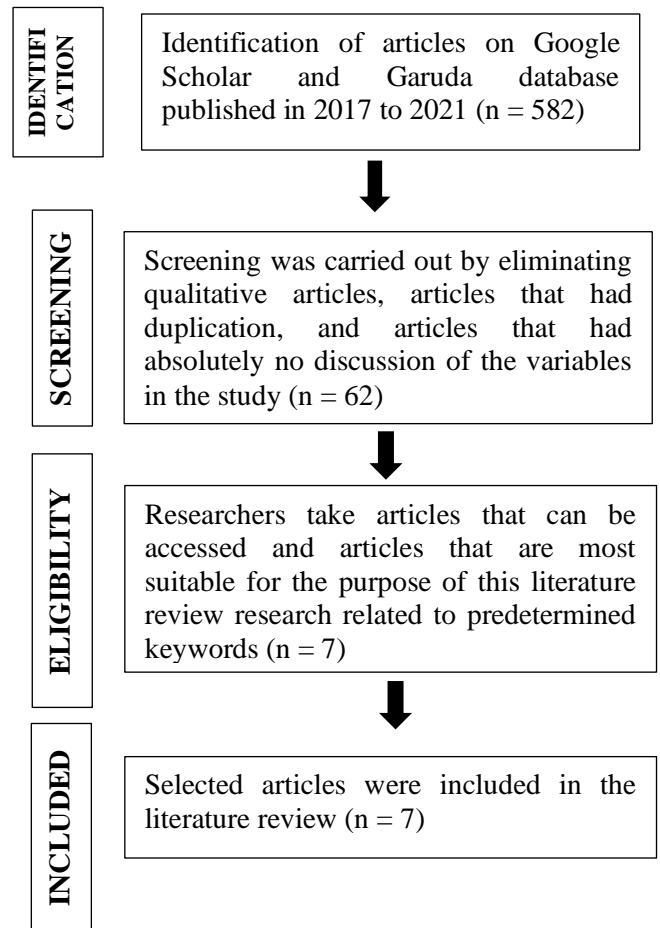 IDENTIFI
CATION
Identification of articles on Google
Scholar and Garuda database
published in 2017 to 2021 (n = 582)
SCREENING
Screening was carried out by eliminating
qualitative articles, articles that had
duplication, and articles that had
absolutely no discussion of the variables
in the study (n = 62)
ELIGIBILITY
Researchers take articles that can be
accessed and articles that are most
suitable for the purpose of this literature
review research related to predetermined
keywords (n = 7)
INCLUDED
Selected articles were included in the
literature review (n = 7)